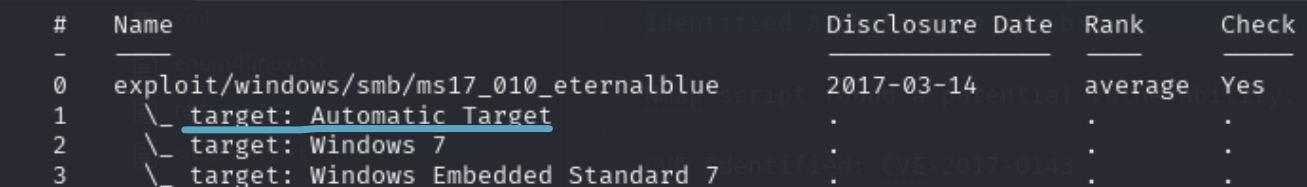 # Name Disclosure Date Rank Check
- ---- --------------- ---- -----
0 exploit/windows/smb/ms17_010_eternalblue 2017-03-14 average Yes
1 \_ target: Automatic Target . . .
2 \_ target: Windows 7 . . .
3 \_ target: Windows Embedded Standard 7 . . .